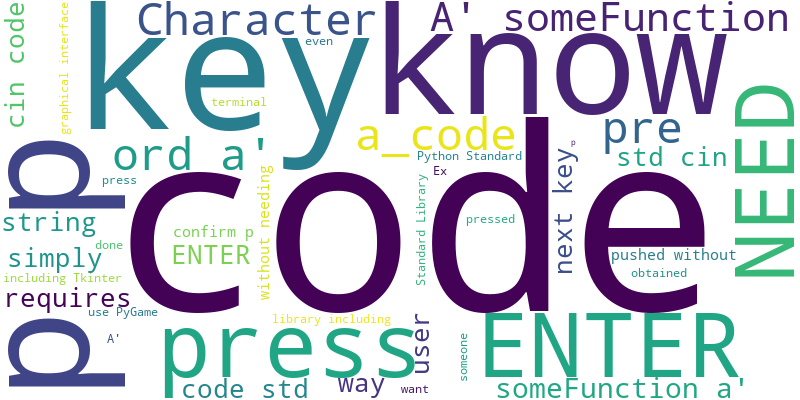 cin code
graphical interface
key
Character
even
know
A' someFunction
terminal
ord a'
a_code
pre
p
Python Standard
std cin
NEED
p
press
code
Ex
next key
string
simply
done
confirm p
ENTER
without needing
Standard Library
pressed
pushed without
obtained
including Tkinter
requires
use PyGame
library including
p
A'
press
user
someone
ENTER
code std
way
want
someFunction a'